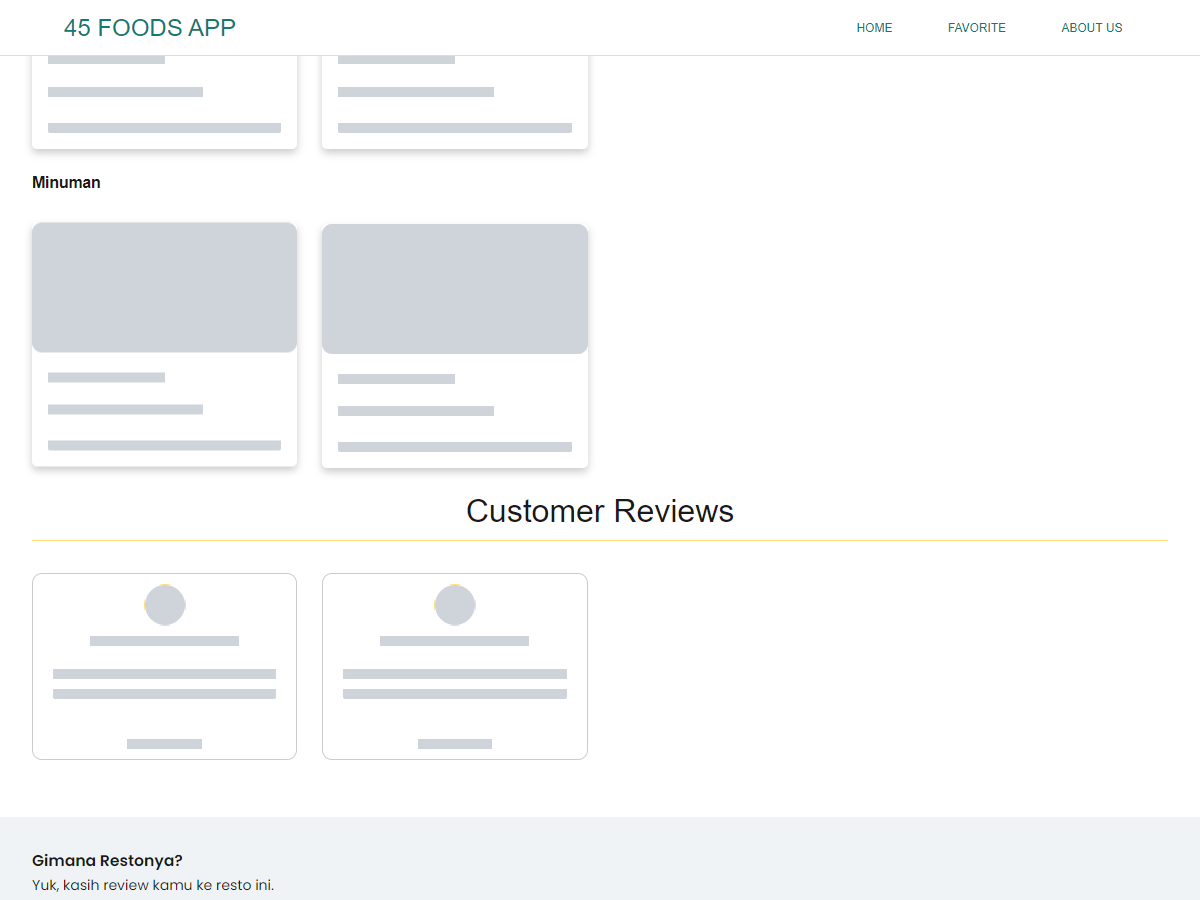 45 FOODS APP
HOME
FAVORITE
ABOUT US
Minuman
Customer Reviews
Gimana Restonya?
Yuk, kasih review kamu ke resto ini.